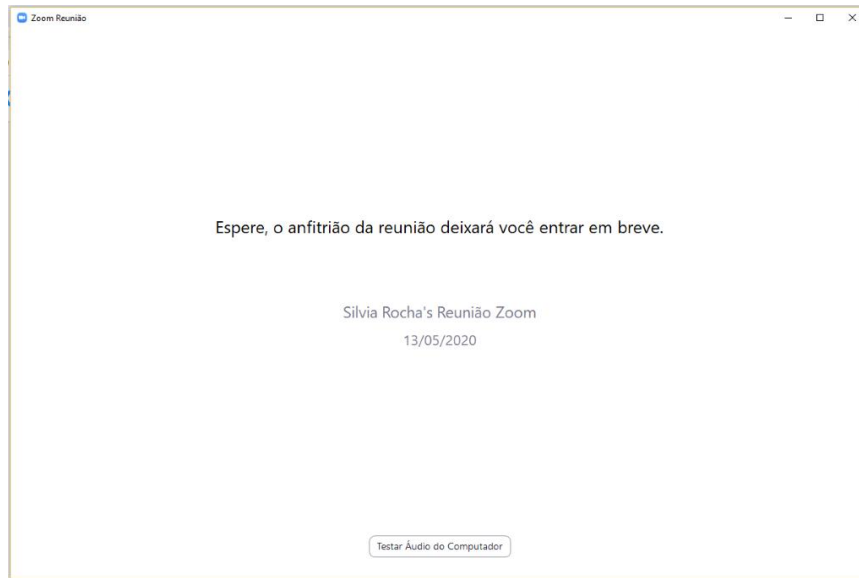 Zoom Reunião
Espere, o anfitrião da reunião deixará você entrar em breve.
Silvia Rocha's Reunião Zoom
13/05/2020
Testar Áudio do Computador